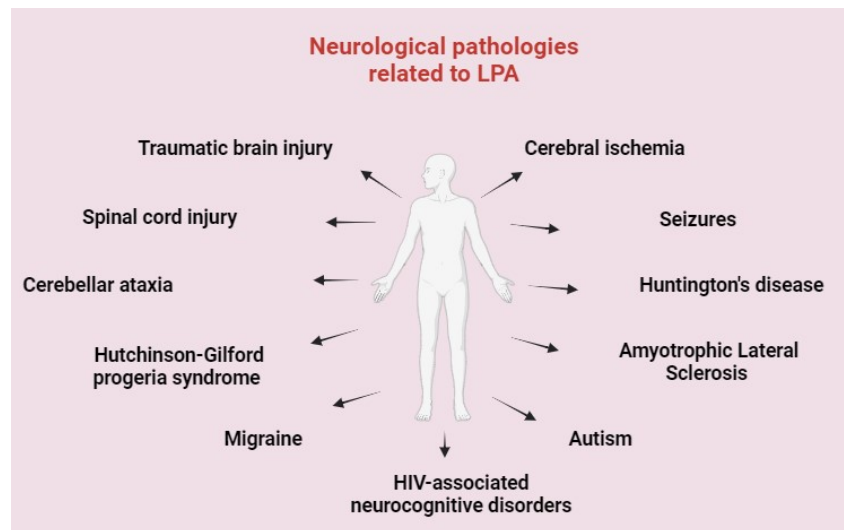 Neurological pathologies
related to LPA
Traumatic brain injury
Cerebral ischemia
Spinal cord injury
Seizures
Cerebellar ataxia
Huntington's disease
Hutchinson-Gilford
progeria syndrome
Amyotrophic Lateral
Sclerosis
Migraine
Autism
HIV-associated
neurocognitive disorders